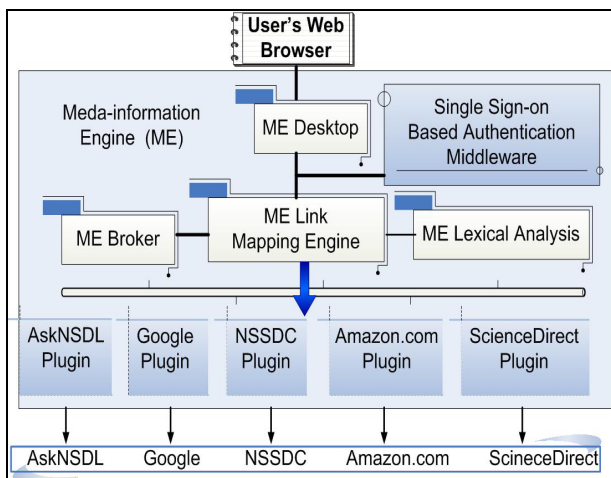 User's Web
Browser
Meda-information
Engine (ME)
ME Desktop
Single Sign-on
Based Authentication
Middleware
ME Broker
ME Link
Mapping Engine
ME Lexical Analysis
AskNSDL
Plugin
Google
Plugin
NSSDC
Plugin
Amazon.com
Plugin
ScienceDirect
Plugin
AskNSDL
Google
NSSDC
Amazon.com
ScineceDirect